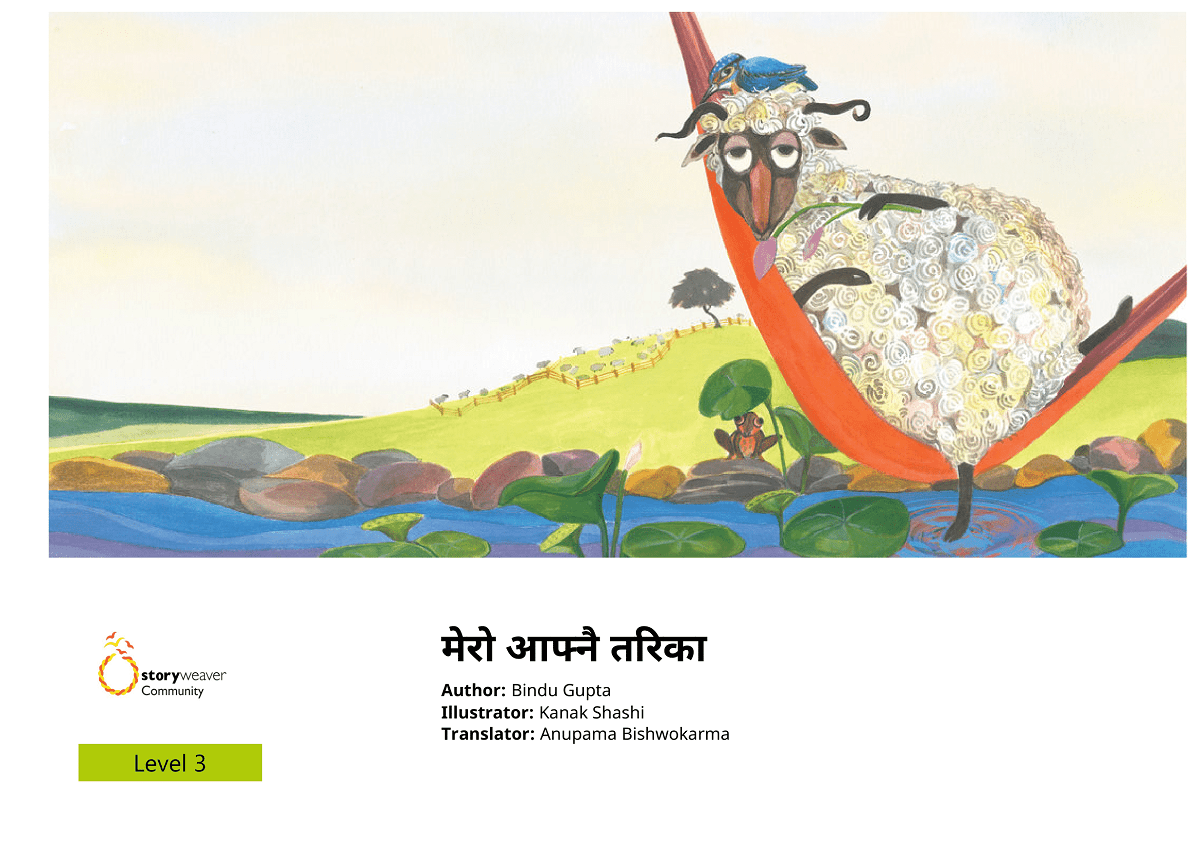 मेरो आफ्नै तरिका
storyweaver
Community
Author: Bindu Gupta
Illustrator: Kanak Shashi
Translator: Anupama Bishwokarma
Level 3